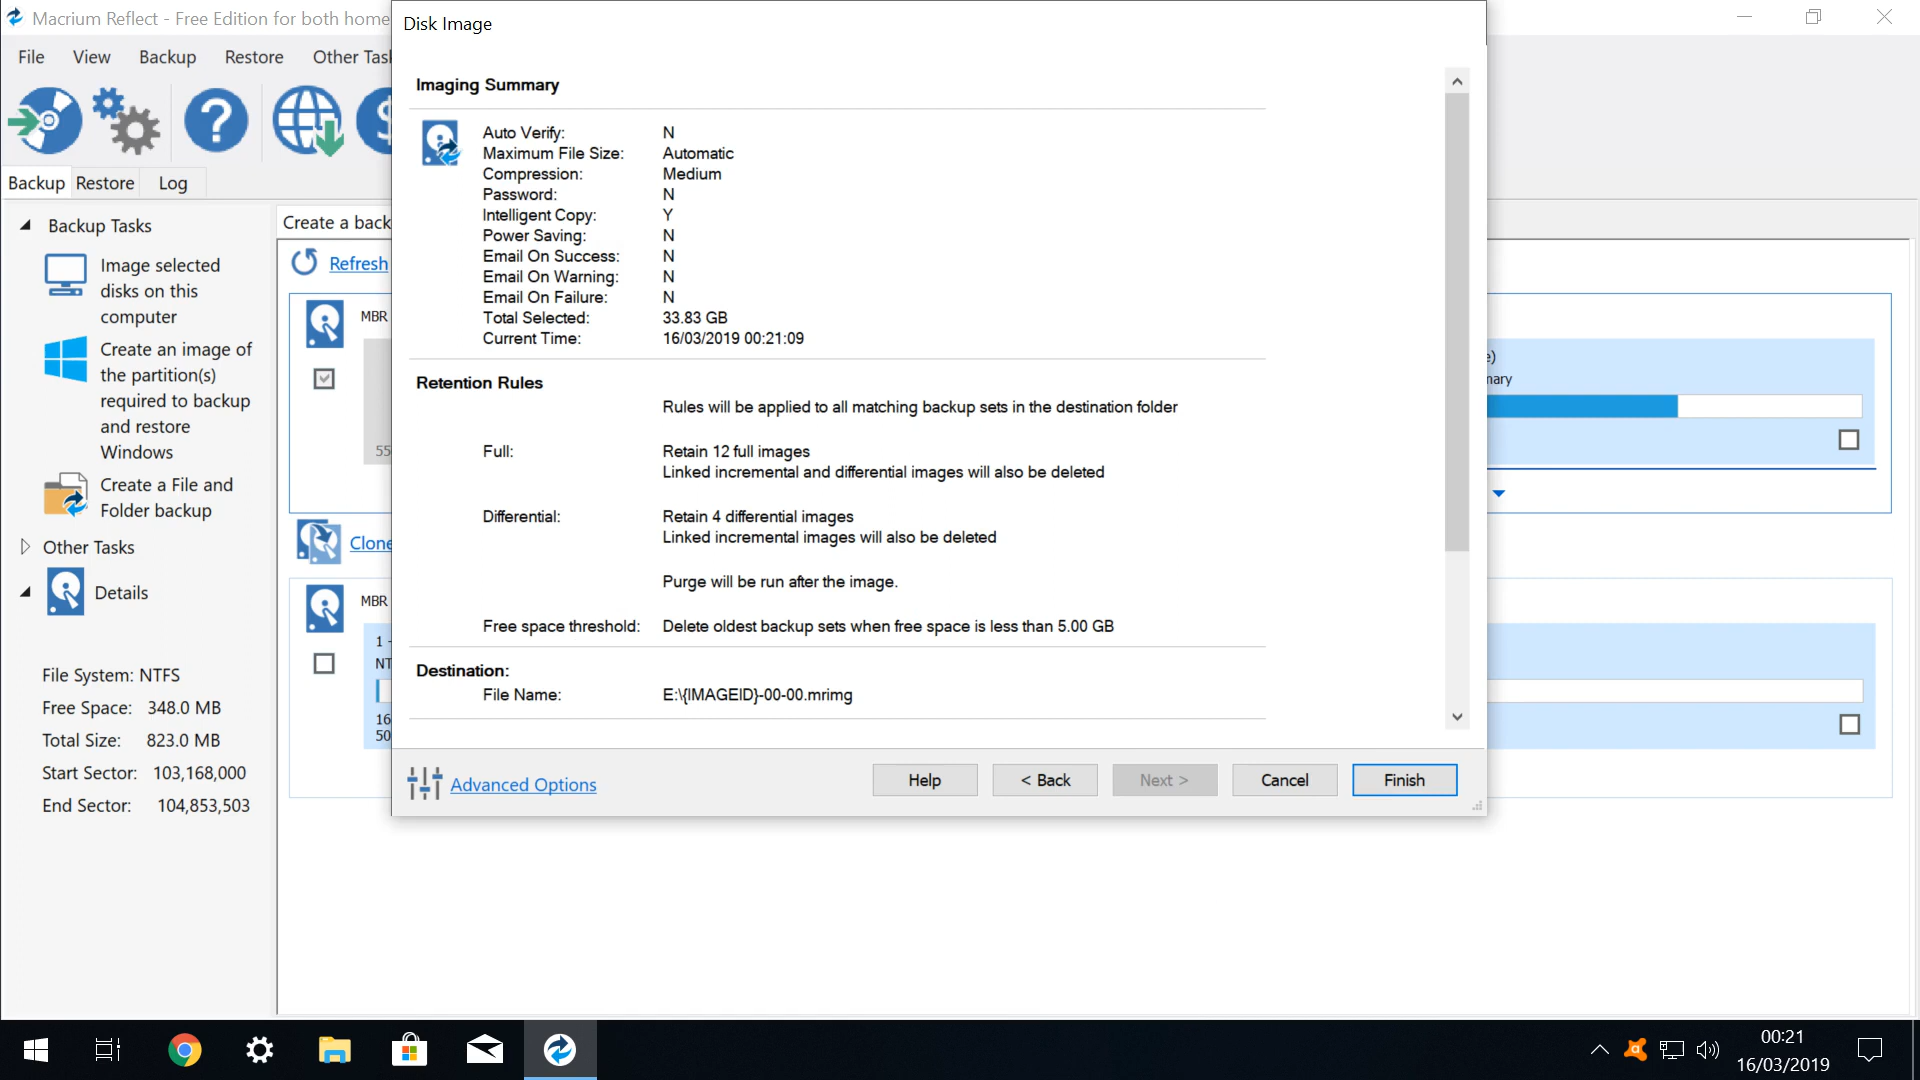 Macrium Reflect - Free Edition for both home
Disk Image
File View Backup Restore Other Tas
Backup Restore Log
Backup Tasks
Image selected
disks on this
computer
Create an image of
the partition(s)
required to backup
and restore
Windows
Create a File and
Folder backup
Other Tasks
Details
File System: NTFS
Free Space: 348.0 MB
Total Size: 823.0 MB
Start Sector: 103,168,000
End Sector: 104,853,503
Create a back
Refresh
MBR
55
Clone
MBR
1 -
NT
16
50
Imaging Summary
Auto Verify: N
Maximum File Size: Automatic
Compression: Medium
Password: N
Intelligent Copy: Y
Power Saving: N
Email On Success: N
Email On Warning: N
Email On Failure: N
Total Selected: 33.83 GB
Current Time: 16/03/2019 00:21:09
Retention Rules
Rules will be applied to all matching backup sets in the destination folder
Full: Retain 12 full images
Linked incremental and differential images will also be deleted
Differential: Retain 4 differential images
Linked incremental images will also be deleted
Purge will be run after the image.
Free space threshold: Delete oldest backup sets when free space is less than 5.00 GB
Destination:
File Name: E:\{IMAGEID}-00-00.mrimg
Advanced Options
Help < Back Next > Cancel Finish
e)
nary
00:21
16/03/2019